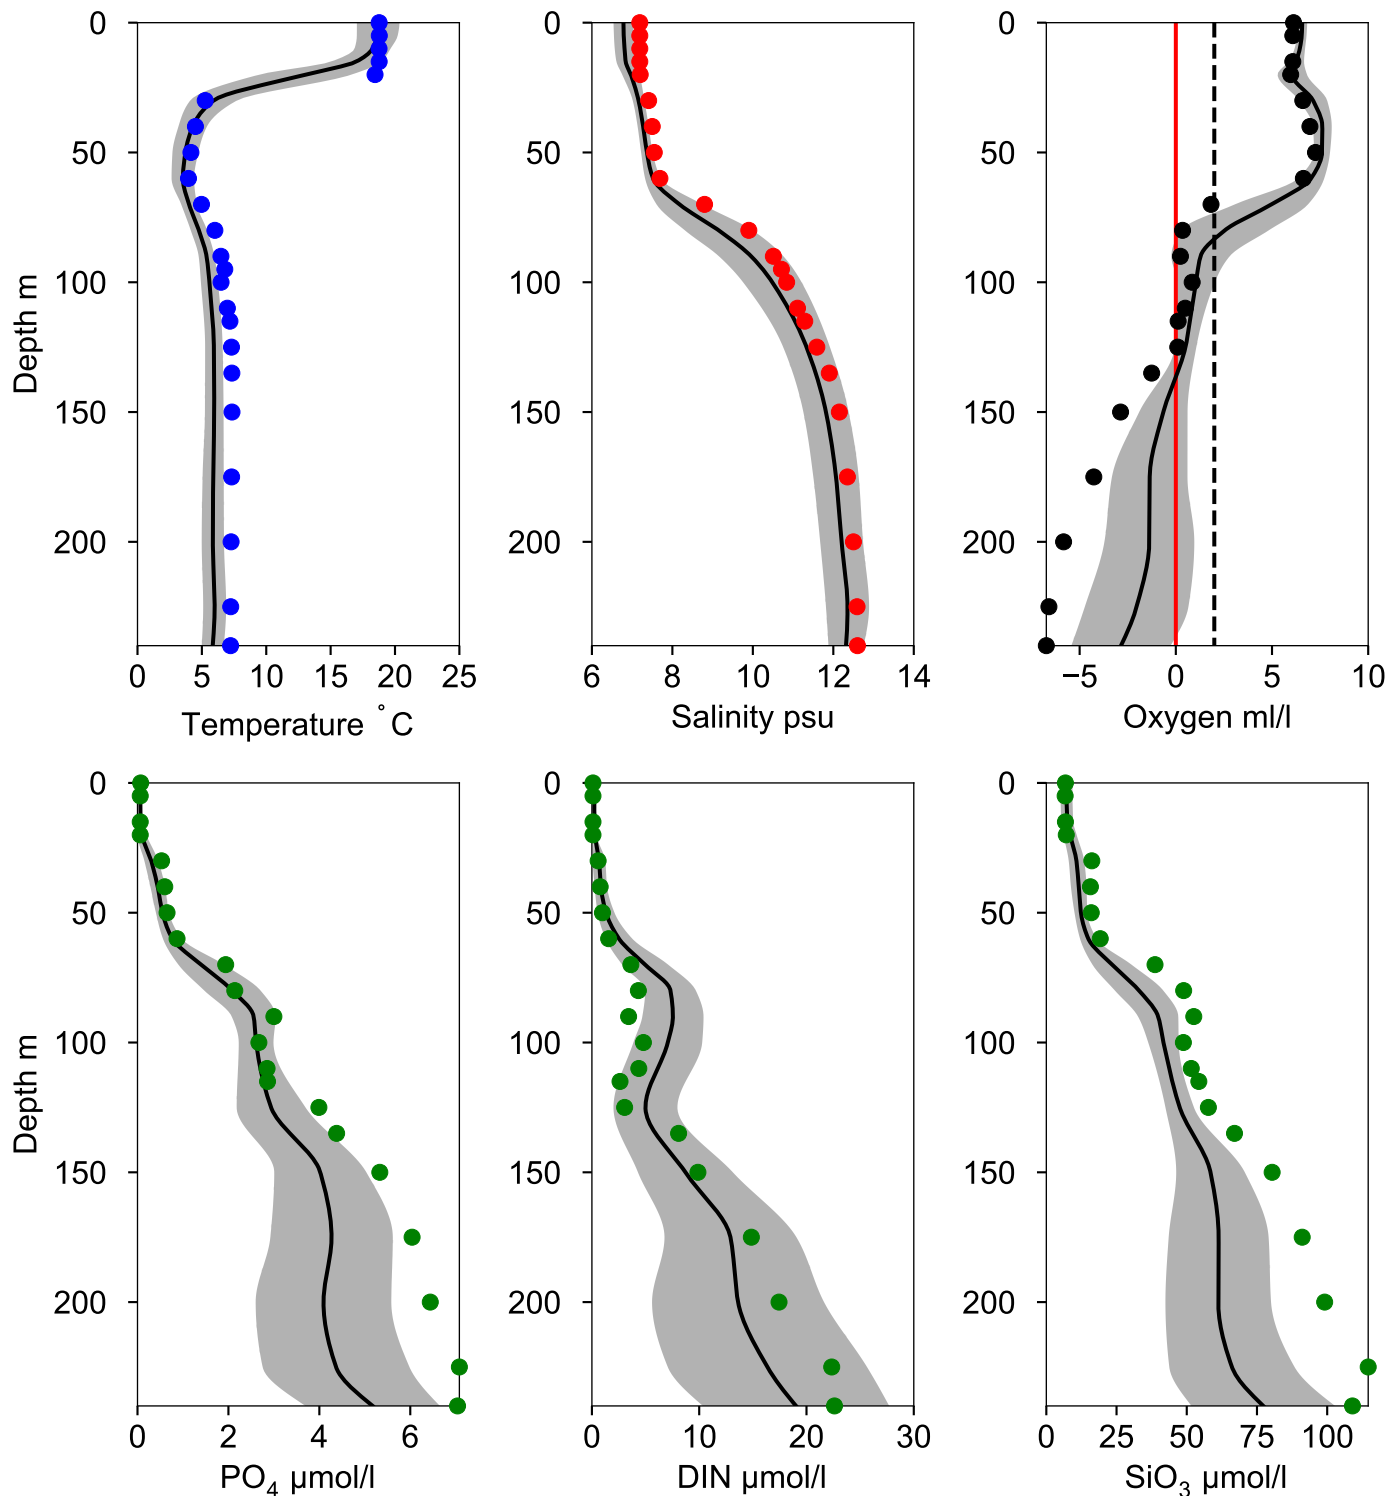 0
50
100
150
200
Depth m
0 5 10 15 20 25
Temperature °C
0
50
100
150
200
6 8 10 12 14
Salinity psu
0
50
100
150
200
−5 0 5 10
Oxygen ml/l
0
50
100
150
200
Depth m
0 2 4 6
PO₄ µmol/l
0
50
100
150
200
0 10 20 30
DIN µmol/l
0
50
100
150
200
0 25 50 75 100
SiO₃ µmol/l